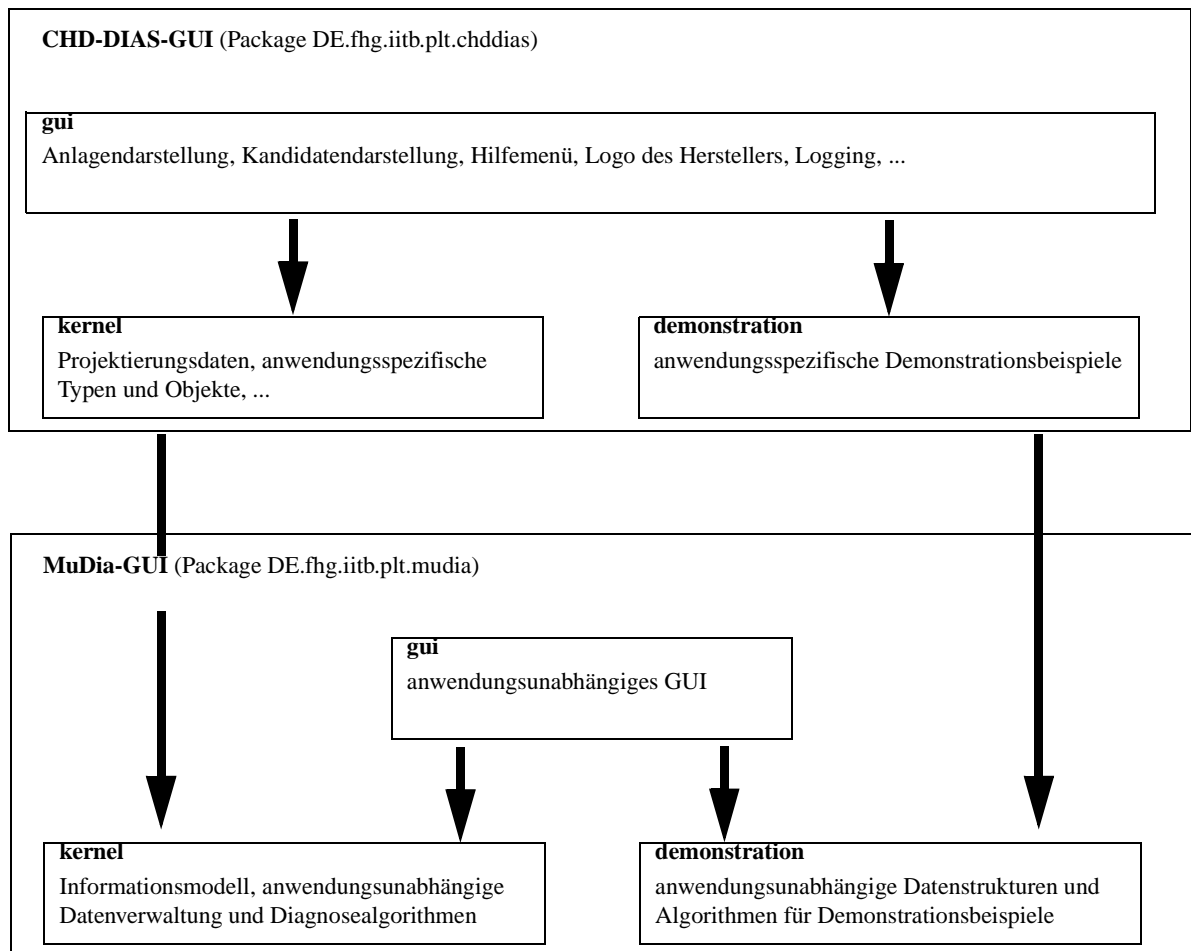 CHD-DIAS-GUI (Package DE.fhg.iitb.plt.chddias)
gui
Anlagendarstellung, Kandidatendarstellung, Hilfemenü, Logo des Herstellers, Logging, ...
kernel
Projektierungsdaten, anwendungsspezifische
Typen und Objekte, ...
demonstration
anwendungsspezifische Demonstrationsbeispiele
MuDia-GUI (Package DE.fhg.iitb.plt.mudia)
gui
anwendungsunabhängiges GUI
kernel
Informationsmodell, anwendungsunabhängige
Datenverwaltung und Diagnosealgorithmen
demonstration
anwendungsunabhängige Datenstrukturen und
Algorithmen für Demonstrationsbeispiele